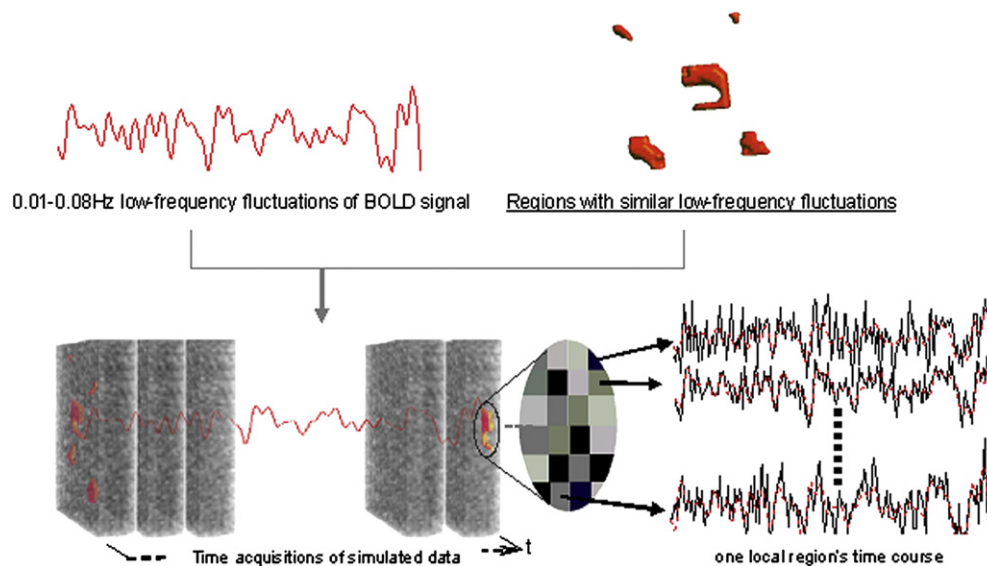 0.01-0.08Hz low-frequency fluctuations of BOLD signal
Regions with similar low-frequency fluctuations
Time acquisitions of simulated data
t
one local region's time course